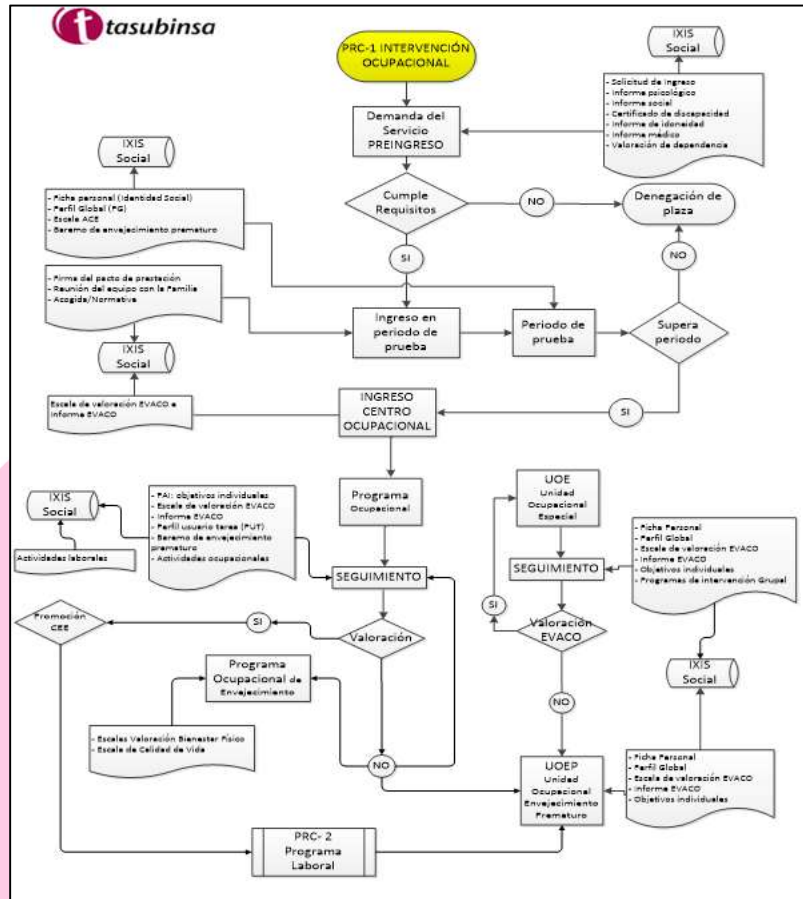 tasubinsa
PRC-1 INTERVENCIÓN
OCUPACIONAL
IXIS
Social
- Solicitud de Ingreso
- Informe psicológico
- Informe social
- Certificado de discapacidad
- Informe de idoneidad
- Informe médico
- Valoración de dependencia
Demanda del
Servicio
PREINGRESO
IXIS
Social
- Ficha personal (Identidad Social)
- Perfil Global (PG)
- Escala ACE
- Baremo de envejecimiento prematuro
Cumple
Requisitos
NO
Denegación de
plaza
SI
NO
- Firma del pacto de prestación
- Reunión del equipo con la Familia
- Acogida/Normativa
Ingreso en
periodo de
prueba
Periodo de
prueba
Supera
periodo
IXIS
Social
Escala de valoración EVACO e
Informe EVACO
INGRESO
CENTRO
OCUPACIONAL
SI
IXIS
Social
- PAI: objetivos individuales
- Escala de valoración EVACO
- Informe EVACO
- Perfil usuario tarea (PUT)
- Baremo de envejecimiento
prematuro
- Actividades ocupacionales
Programa
Ocupacional
UOE
Unidad
Ocupacional
Especial
- Ficha Personal
- Perfil Global
- Escala de valoración EVACO
- Informe EVACO
- Objetivos individuales
- Programas de intervención Grupal
Actividades laborales
SEGUIMIENTO
SEGUIMIENTO
SI
Promoción
CEE
SI
Valoración
Valoración
EVACO
IXIS
Social
Programa
Ocupacional de
Envejecimiento
NO
- Escalas Valoración Bienestar Físico
- Escala de Calidad de Vida
NO
UOEP
Unidad
Ocupacional
Envejecimiento
Prematuro
- Ficha Personal
- Perfil Global
- Escala de valoración EVACO
- Informe EVACO
- Objetivos individuales
PRC- 2
Programa
Laboral